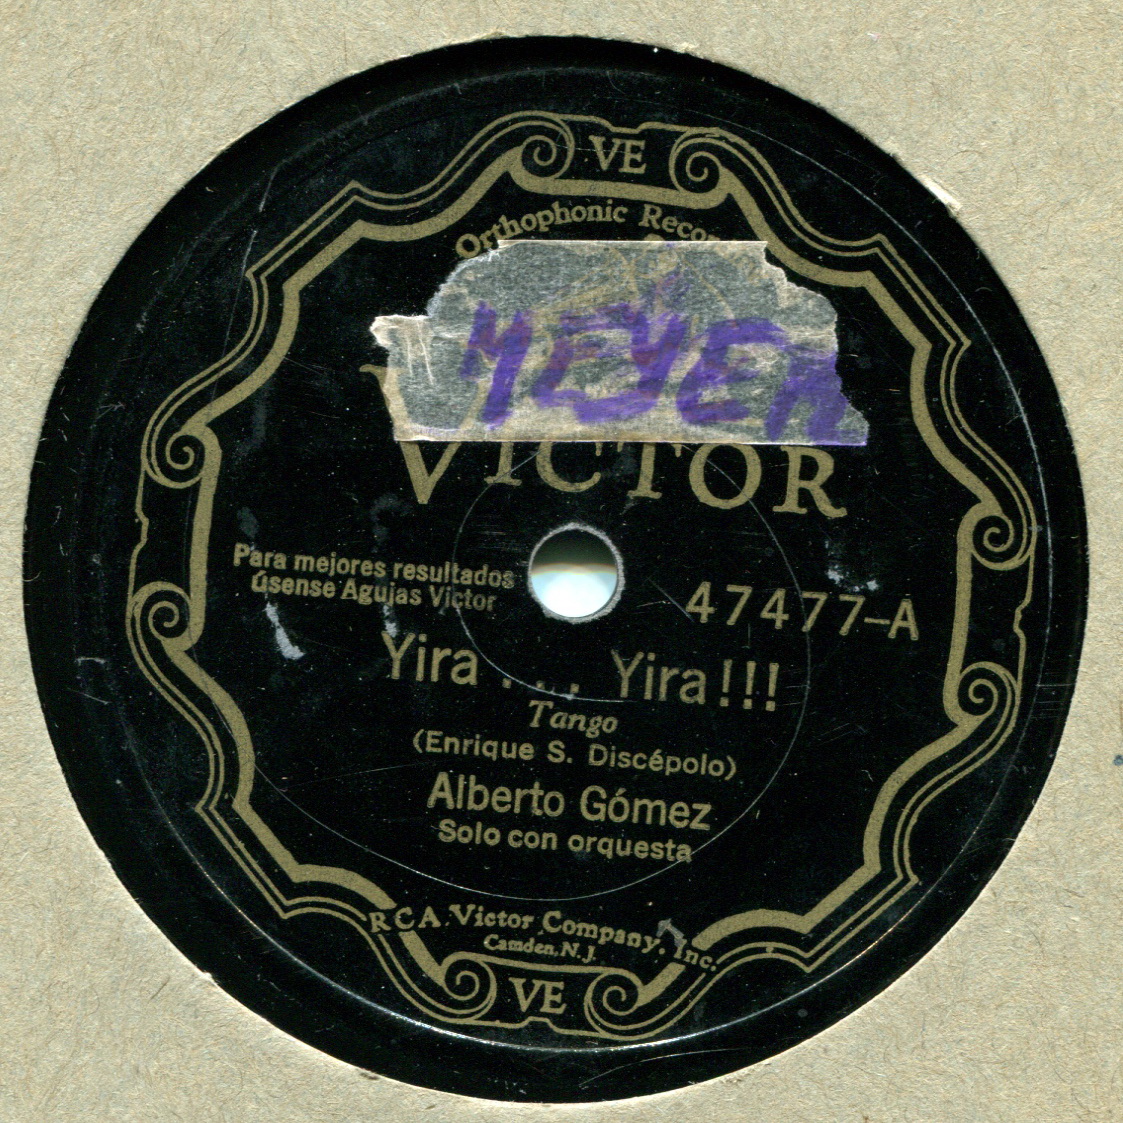 VE
Orthophonic Recor
MEYER
VICTOR
Para mejores resultados
úsense Agujas Victor
47477-A
Yira . . . Yira!!!
Tango
(Enrique S. Discépolo)
Alberto Gómez
Solo con orquesta
RCA Victor Company, Inc.
Camden, N. J.
VE